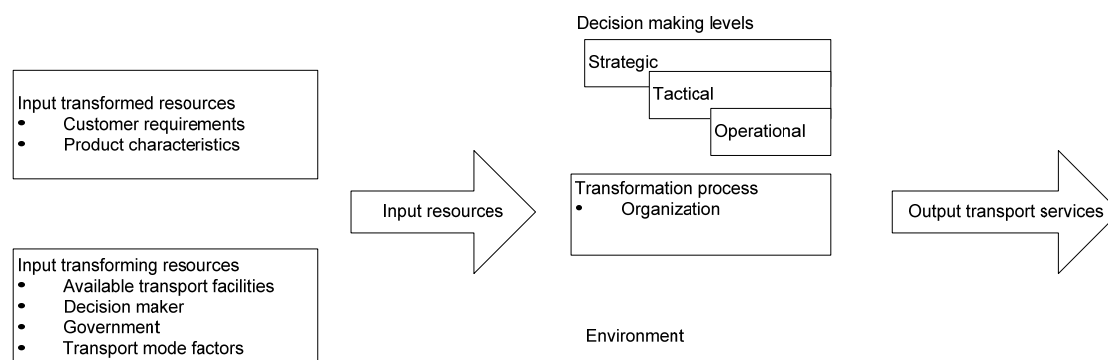 Decision making levels
Strategic
Tactical
Operational
Input transformed resources
• Customer requirements
• Product characteristics
Input resources
Transformation process
• Organization
Output transport services
Input transforming resources
• Available transport facilities
• Decision maker
• Government
• Transport mode factors
Environment